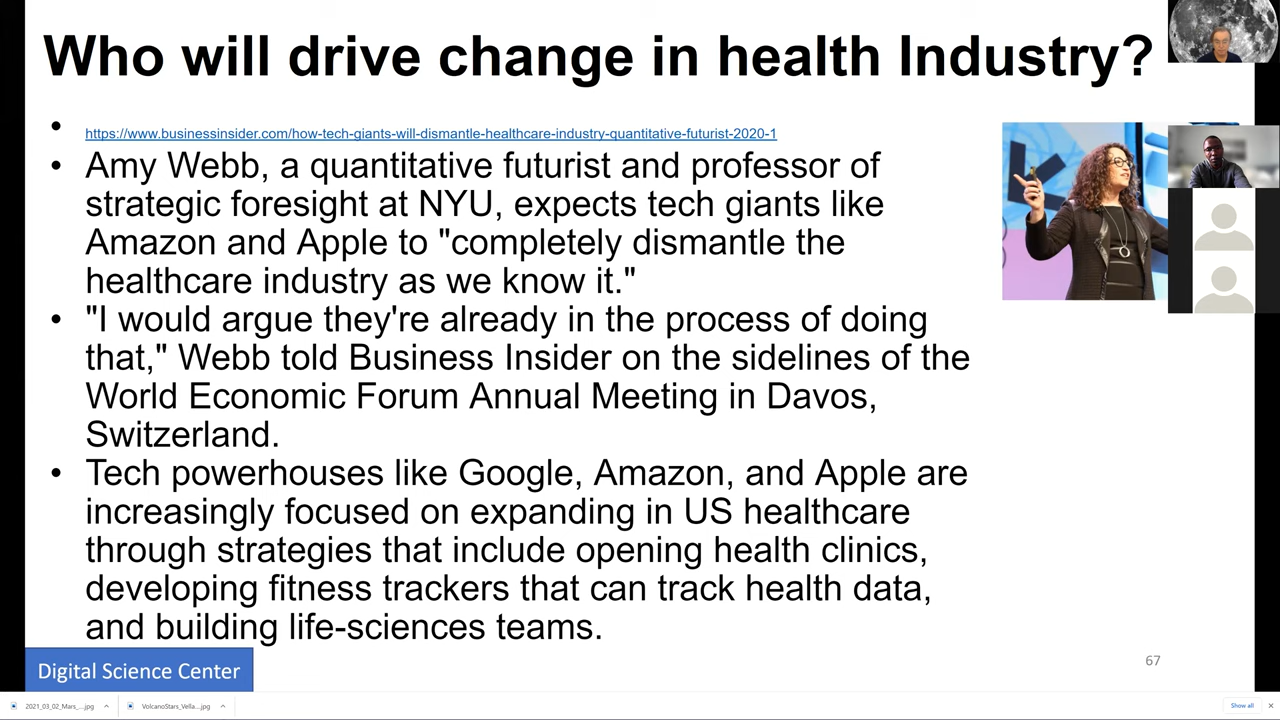 Who will drive change in health Industry?
• https://www.businessinsider.com/how-tech-giants-will-dismantle-healthcare-industry-quantitative-futurist-2020-1
• Amy Webb, a quantitative futurist and professor of
strategic foresight at NYU, expects tech giants like
Amazon and Apple to "completely dismantle the
healthcare industry as we know it."
• "I would argue they're already in the process of doing
that," Webb told Business Insider on the sidelines of the
World Economic Forum Annual Meeting in Davos,
Switzerland.
• Tech powerhouses like Google, Amazon, and Apple are
increasingly focused on expanding in US healthcare
through strategies that include opening health clinics,
developing fitness trackers that can track health data,
and building life-sciences teams.
Digital Science Center
67
2021_03_02_Mars_....jpg
VolcanoStars_Vella....jpg
Show all